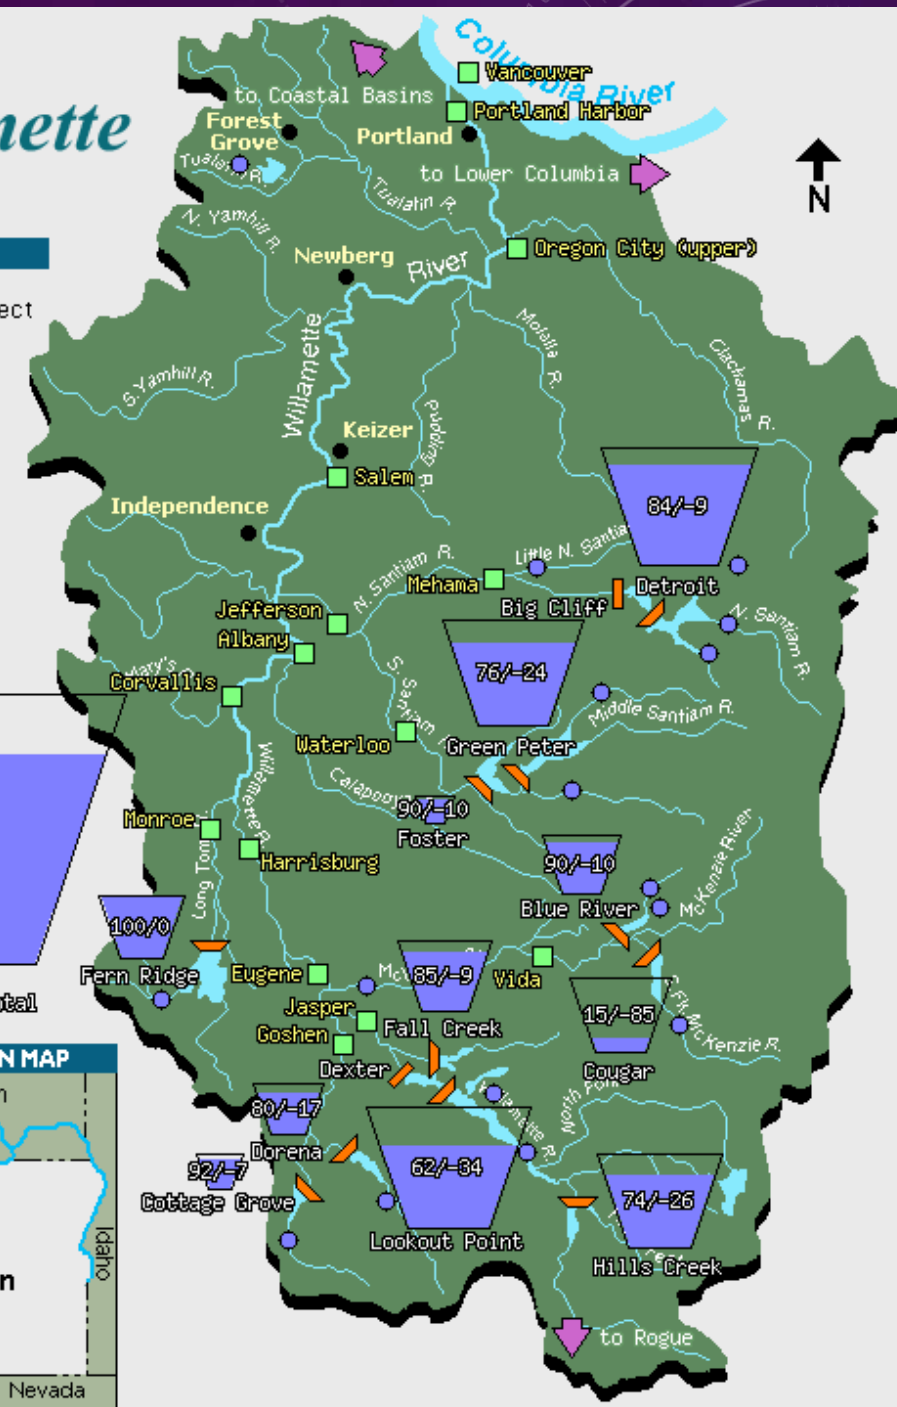 Columbia River
Vancouver
to Coastal Basins
Portland Harbor
Forest
Grove
Portland
Tualatin R.
to Lower Columbia
Tualatin R.
N
N. Yamhill R.
Oregon City (upper)
Newberg
River
Willamette
Molalla R.
Clackamas R.
S. Yamhill R.
Pudding R.
Keizer
Salem
Independence
84/-9
Little N.
N. Santiam R.
Mehama
Detroit
Big Cliff
Jefferson
N. Santiam R.
Albany
76/-24
Corvallis
S. Santiam
Middle Santiam R.
Waterloo
Green Peter
Willamette R.
90/-10
Foster
Monroe
Harrisburg
90/-10
McKenzie River
Long Tom
Blue River
100/0
Fern Ridge
Eugene
85/-9
Vida
Jasper
Fall Creek
15/-85
Goshen
S. Fk. McKenzie R.
Dexter
Cougar
N MAP
80/-17
Willamette R.
North Fork
Dorena
92/-7
62/-34
74/-26
Cottage Grove
Lookout Point
Hills Creek
Idaho
to Rogue
Nevada